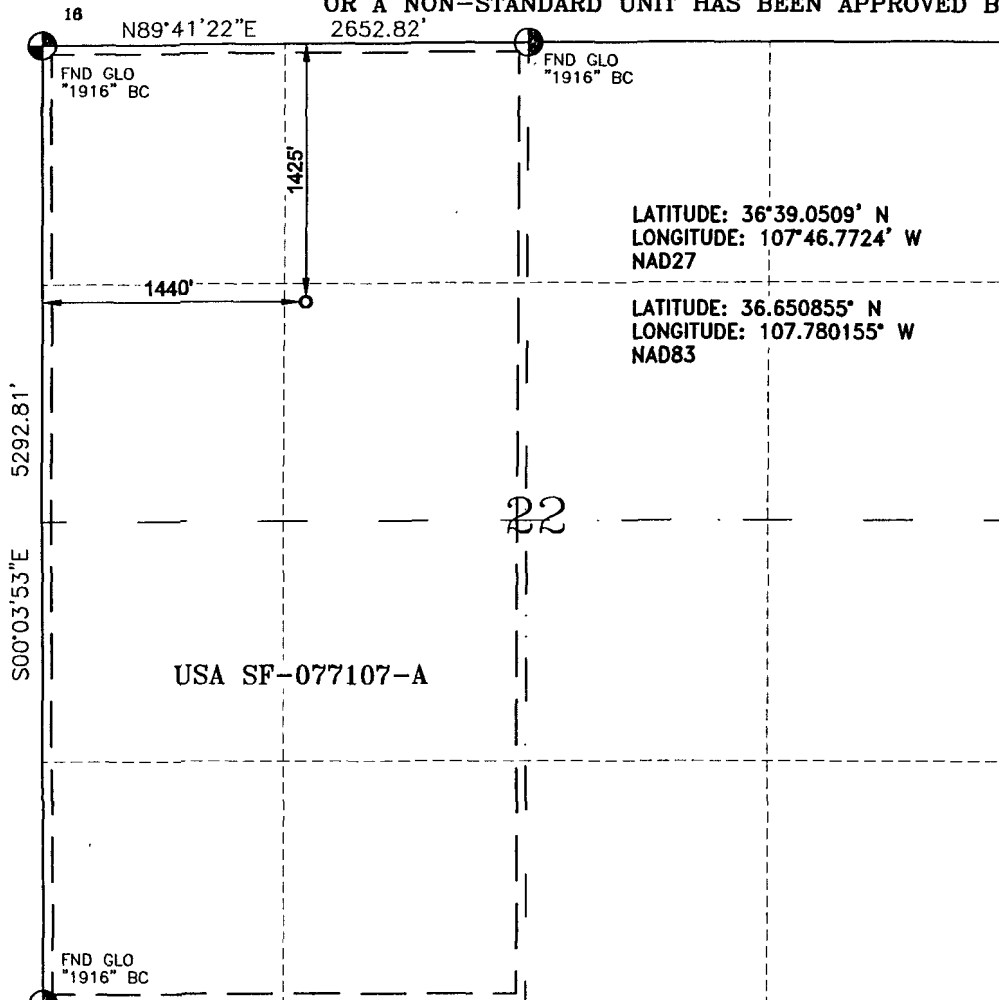 OR A NON-STANDARD UNIT HAS BEEN APPROVED B
16
N89°41'22"E 2652.82'
FND GLO
"1916" BC
FND GLO
"1916" BC
1425'
LATITUDE: 36°39.0509' N
LONGITUDE: 107°46.7724' W
NAD27
1440'
LATITUDE: 36.650855° N
LONGITUDE: 107.780155° W
NAD83
S00°03'53"E 5292.81'
22
USA SF-077107-A
FND GLO
"1916" BC